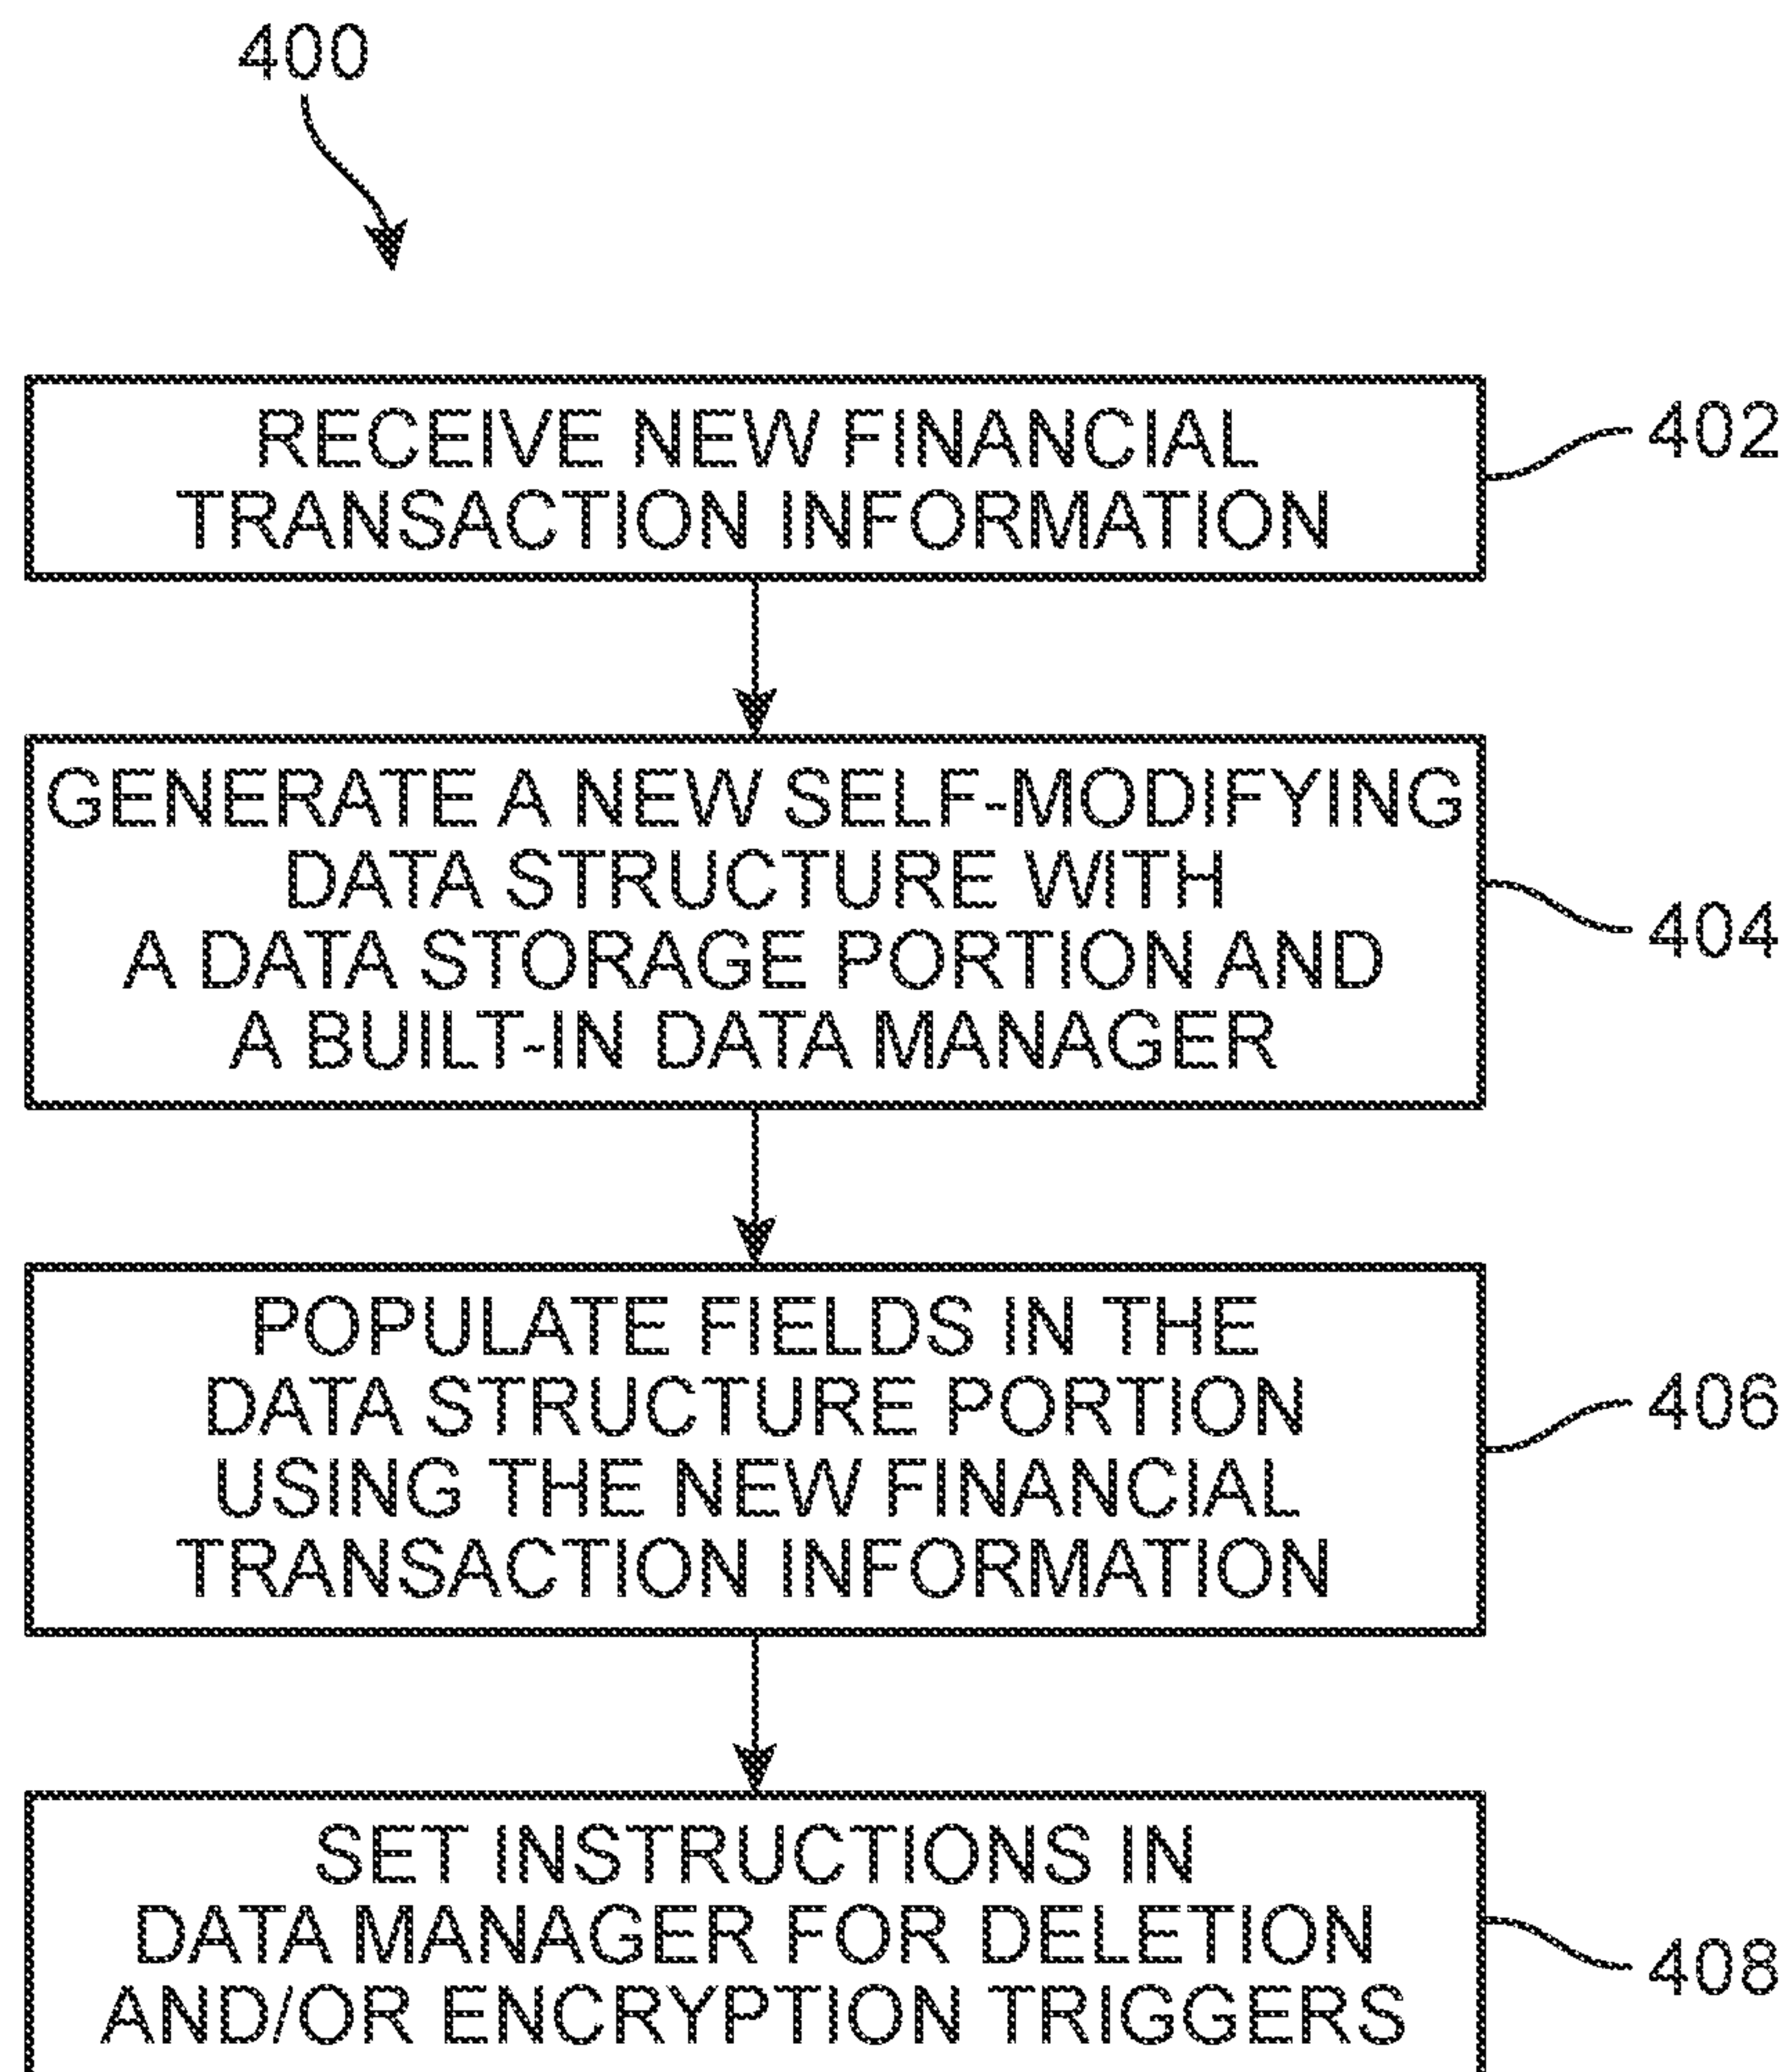 400
RECEIVE NEW FINANCIAL
TRANSACTION INFORMATION
402
GENERATE A NEW SELF-MODIFYING
DATA STRUCTURE WITH
A DATA STORAGE PORTION AND
A BUILT-IN DATA MANAGER
404
POPULATE FIELDS IN THE
DATA STRUCTURE PORTION
USING THE NEW FINANCIAL
TRANSACTION INFORMATION
406
SET INSTRUCTIONS IN
DATA MANAGER FOR DELETION
AND/OR ENCRYPTION TRIGGERS
408